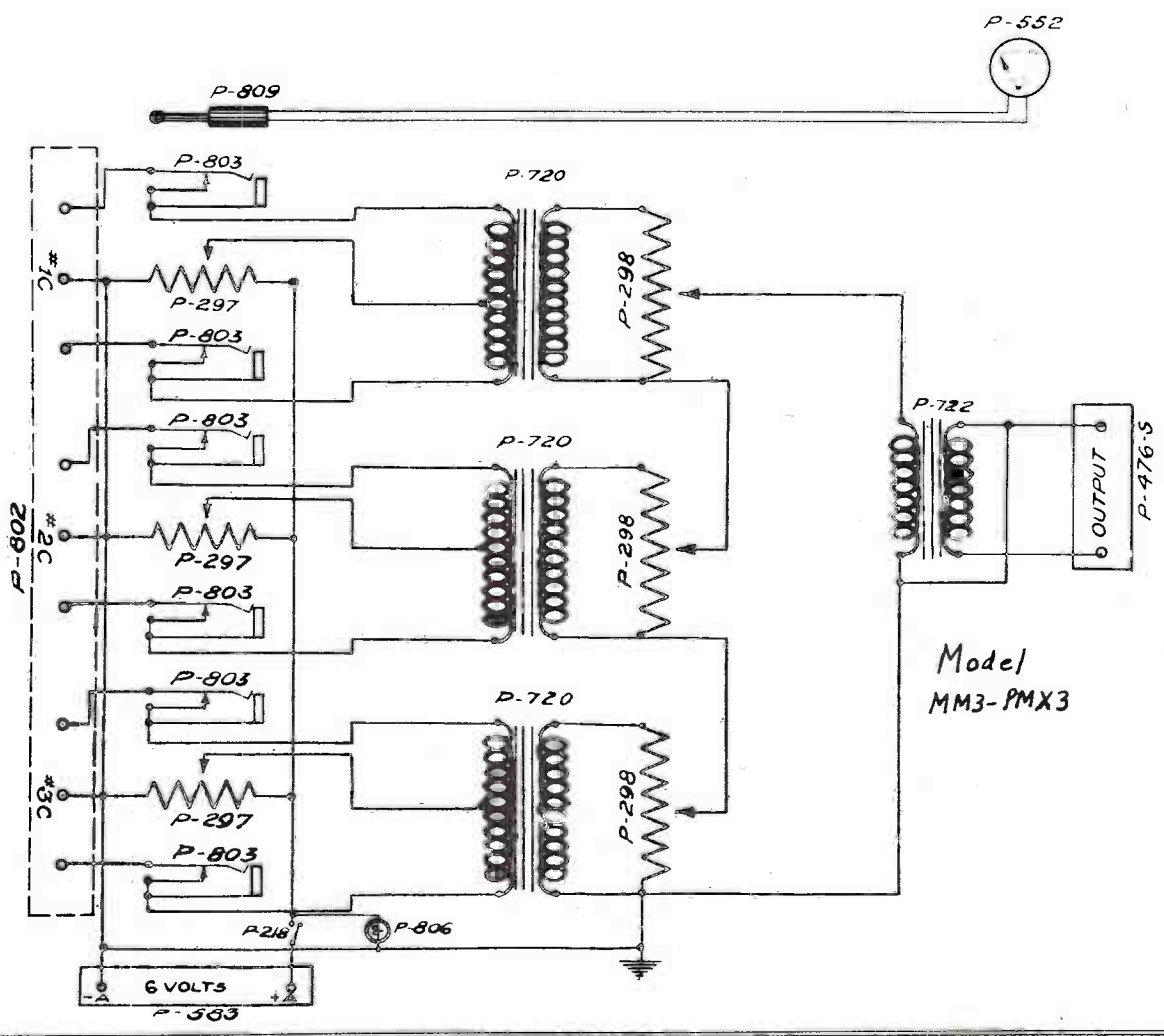 P-552
P-809
P-803
P-720
#1C
P-298
P-297
P-803
P-803
P-720
P-722
P-476-S
OUTPUT
P-802
#2C
P-298
P-297
P-803
Model
MM3-PMX3
P-803
P-720
#3C
P-298
P-297
P-803
P-218
P-806
6 VOLTS
- A
+ A
P-583